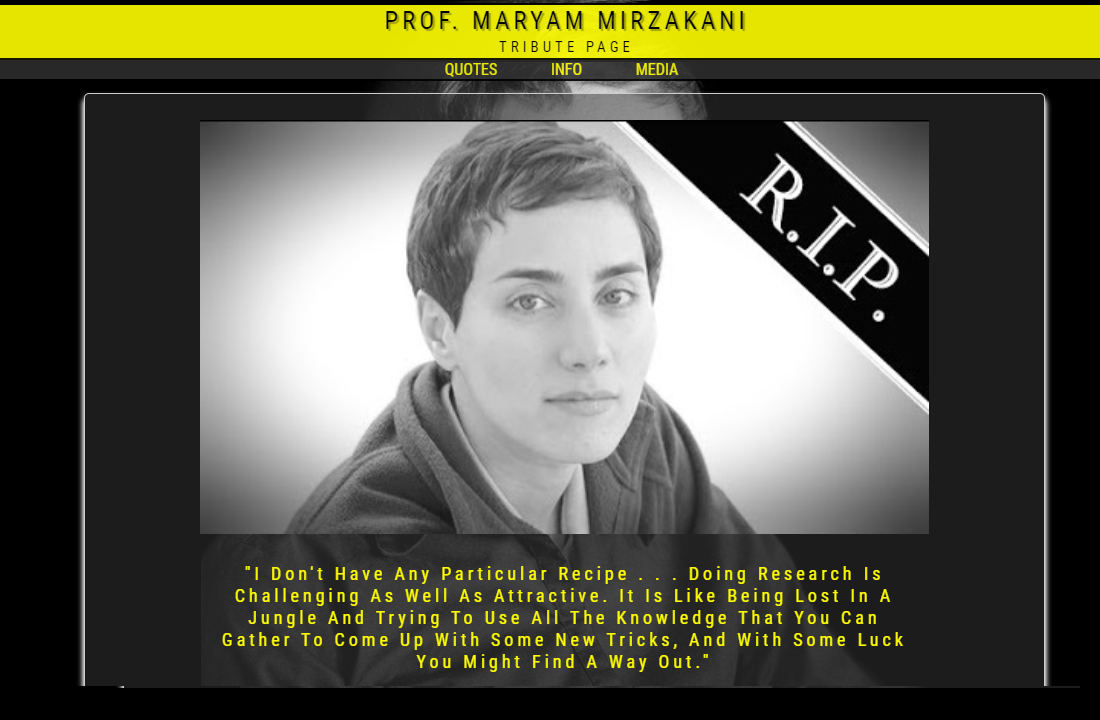 PROF. MARYAM MIRZAKANI
TRIBUTE PAGE
QUOTES INFO MEDIA
R.I.P.
"I Don't Have Any Particular Recipe . . . Doing Research Is
Challenging As Well As Attractive. It Is Like Being Lost In A
Jungle And Trying To Use All The Knowledge That You Can
Gather To Come Up With Some New Tricks, And With Some Luck
You Might Find A Way Out."